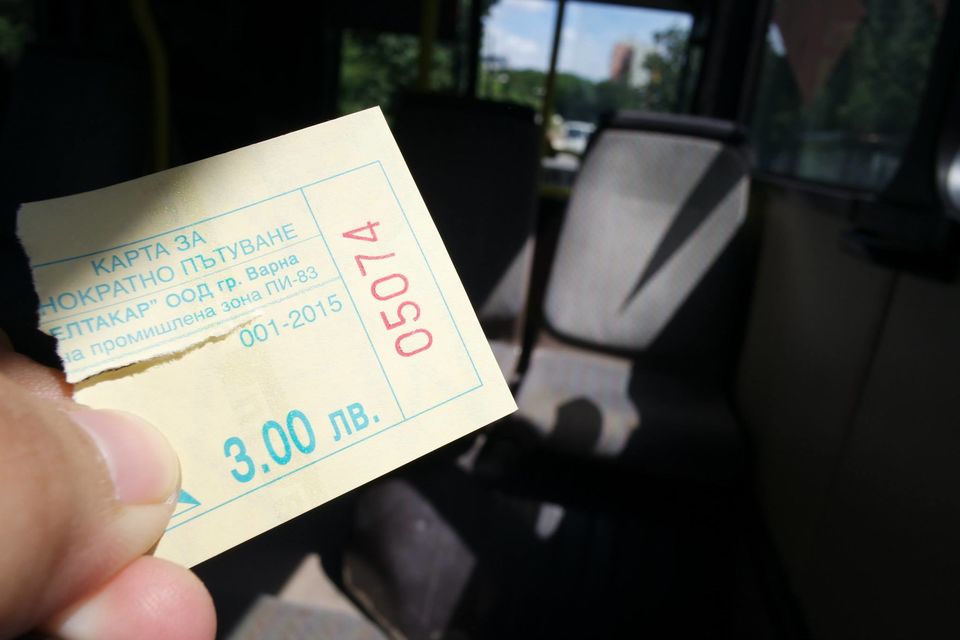 КАРТА ЗА
НОКРАТНО ПЪТУВАНЕ
ЕЛТАКАР" ООД гр. Варна
на промишлена зона ПИ-83
001-2015
3.00 лв.
05074